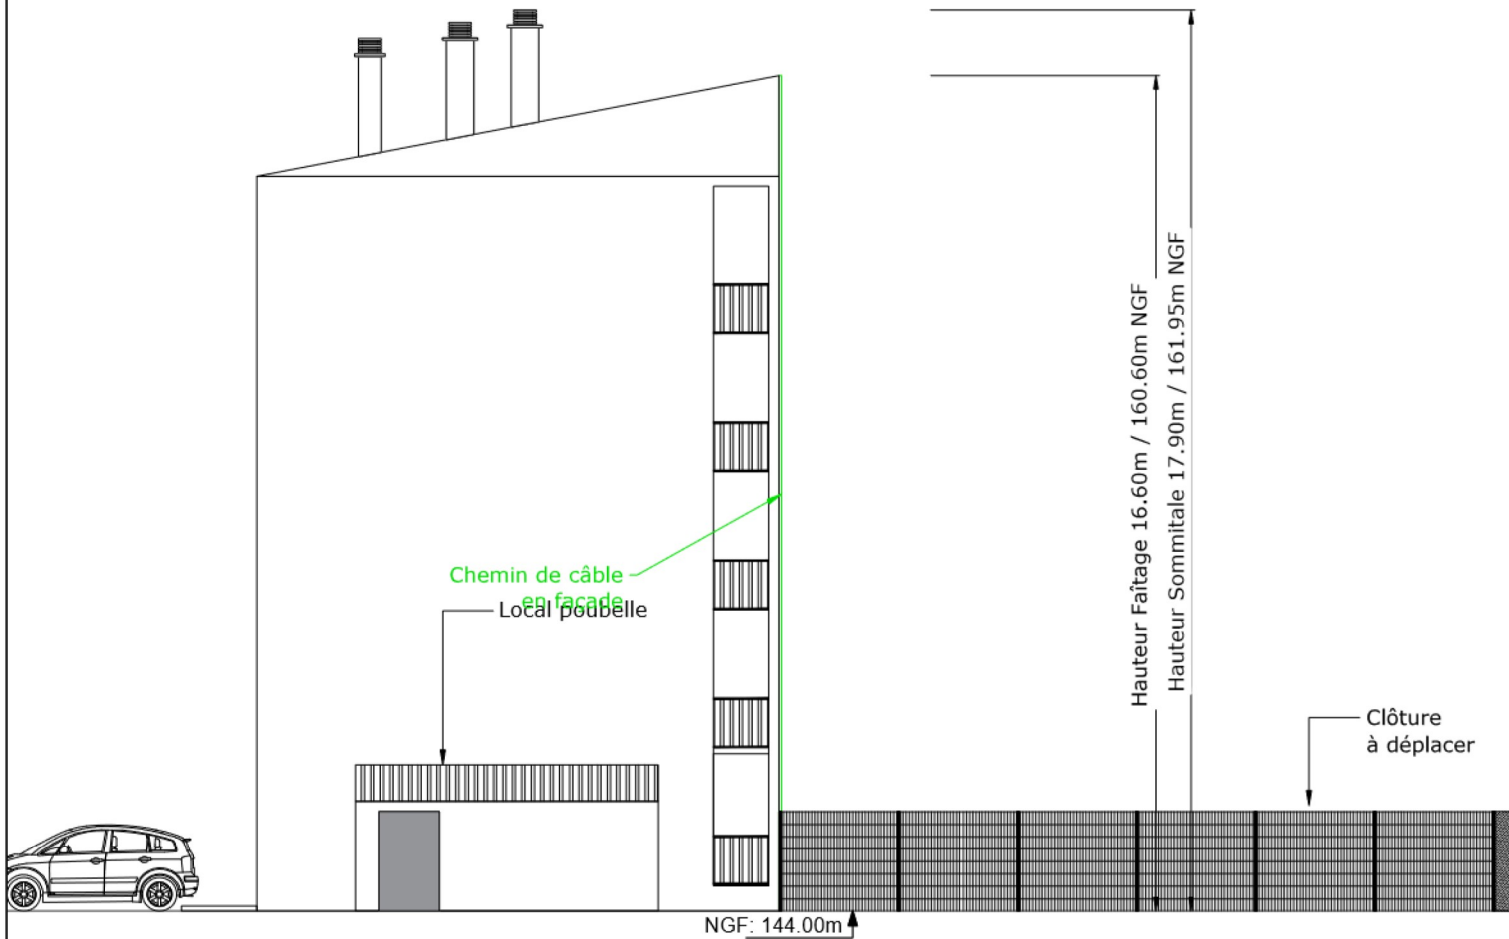 Hauteur Faîtage 16.60m / 160.60m NGF
Hauteur Sommitale 17.90m / 161.95m NGF
Chemin de câble
en façade
Local poubelle
Clôture
à déplacer
NGF: 144.00m